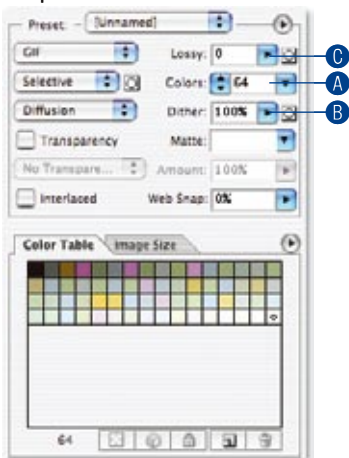 Preset: [Unnamed]
GIF Lossy: 0 C
Selective Colors: 64 A
Diffusion Dither: 100% B
Transparency Matte:
No Transpare... Amount: 100%
Interlaced Web Snap: 0%
Color Table Image Size
64